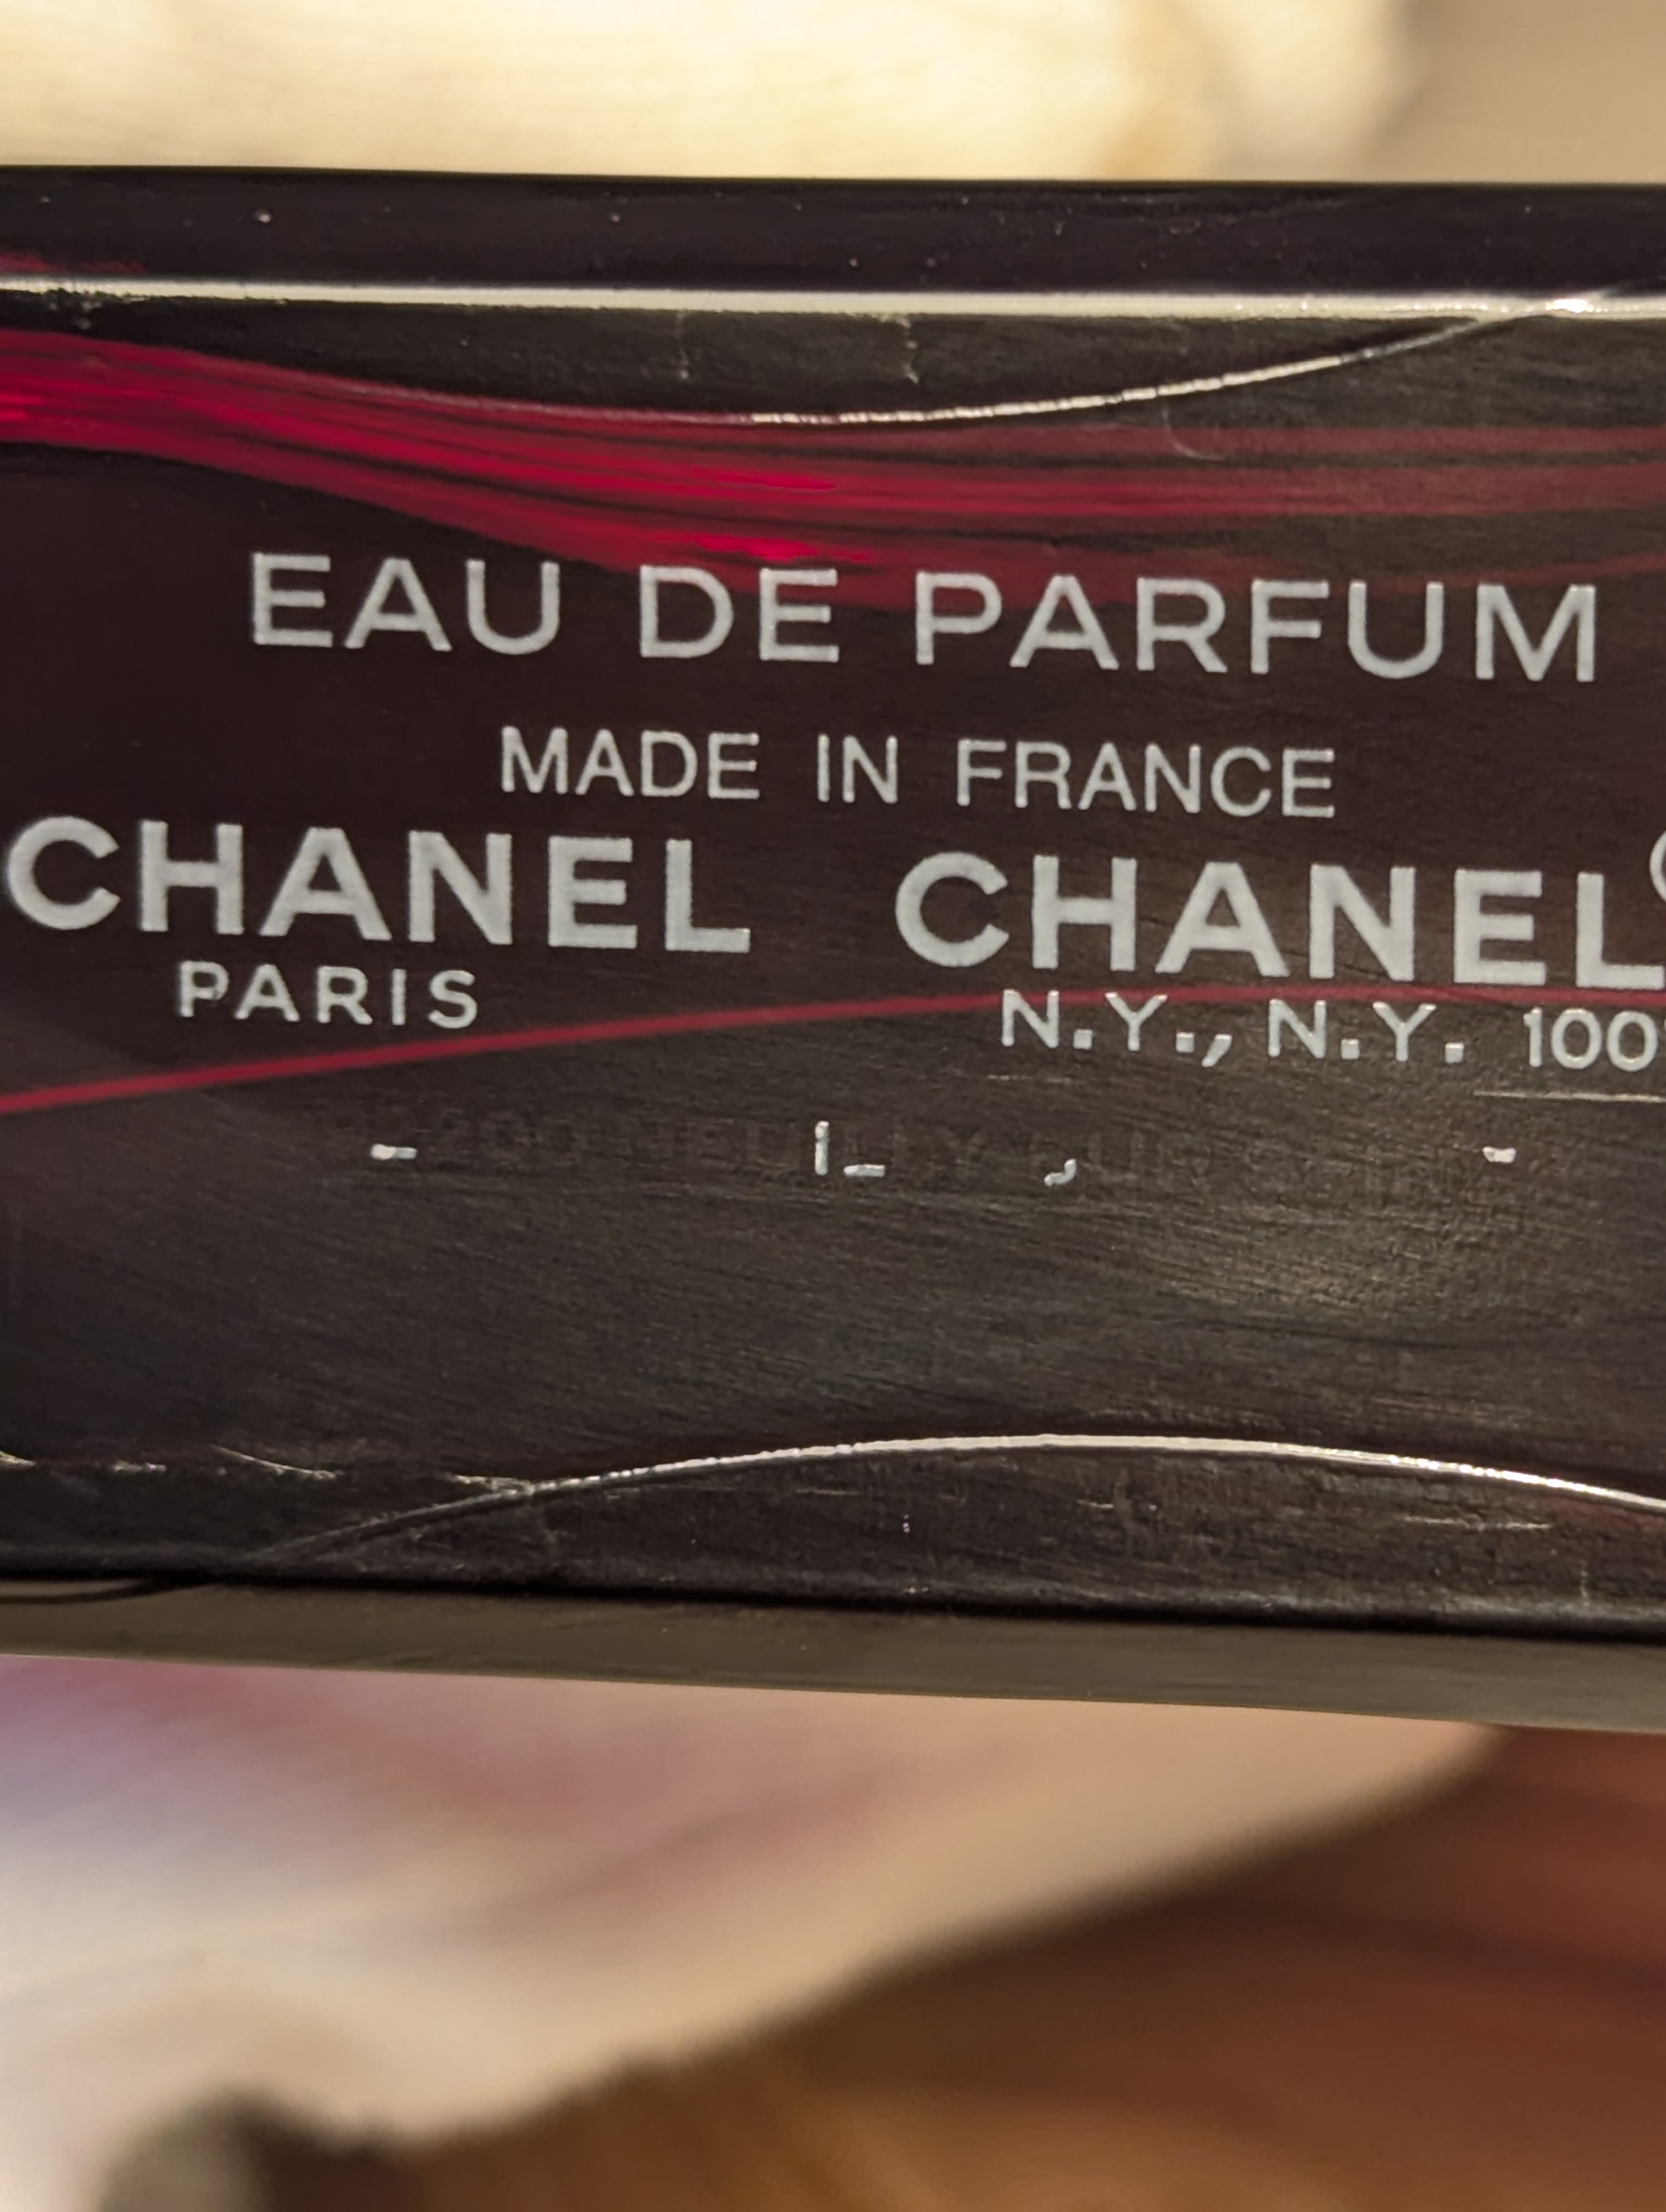 EAU DE PARFUM
MADE IN FRANCE
CHANEL CHANEL
PARIS N.Y., N.Y. 100